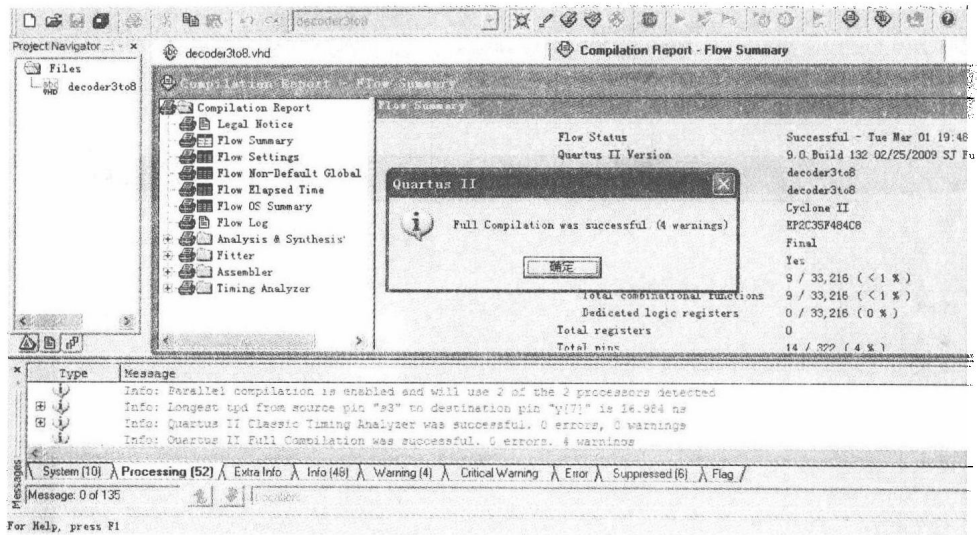 decoder3to8
Project Navigator
Files
decoder3to8
decoder3to8.vhd
Compilation Report - Flow Summary
Compilation Report - Flow Summary
Compilation Report
Legal Notice
Flow Summary
Flow Settings
Flow Non-Default Global
Flow Elapsed Time
Flow OS Summary
Flow Log
Analysis & Synthesis
Fitter
Assembler
Timing Analyzer
Flow Summary
Flow Status Successful - Tue Mar 01 19:48
Quartus II Version 9.0 Build 132 02/25/2009 SJ Fu
decoder3to8
decoder3to8
Cyclone II
EP2C35F484C8
Final
Yes
9 / 33,216 ( < 1 % )
Total combinational functions 9 / 33,216 ( < 1 % )
Dedicated logic registers 0 / 33,216 ( 0 % )
Total registers 0
Total pins 14 / 322 ( 4 % )
Quartus II
Full Compilation was successful (4 warnings)
确定
Type Message
Info: Parallel compilation is enabled and will use 2 of the 2 processors detected
Info: Longest tpd from source pin "s3" to destination pin "y[7]" is 16.984 ns
Info: Quartus II Classic Timing Analyzer was successful. 0 errors, 0 warnings
Info: Quartus II Full Compilation was successful. 0 errors, 4 warnings
System (10) Processing (52) Extra Info Info (48) Warning (4) Critical Warning Error Suppressed (6) Flag
Messages
Message: 0 of 135
Location:
For Help, press F1